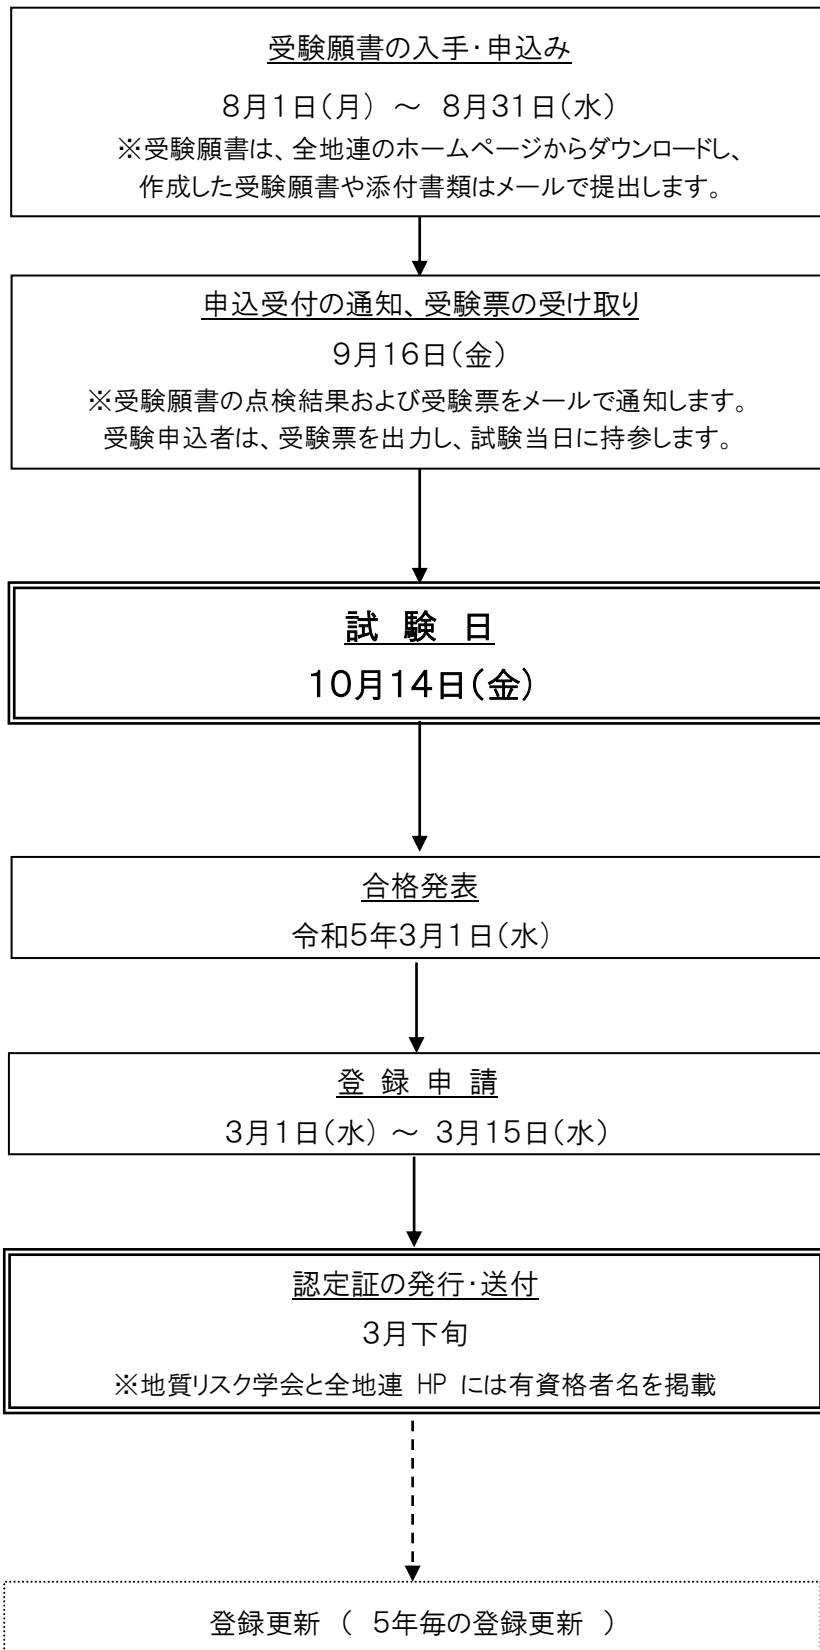 受験願書の入手・申込み
8月1日(月) ～ 8月31日(水)
※受験願書は、全地連のホームページからダウンロードし、
作成した受験願書や添付書類はメールで提出します。
申込受付の通知、受験票の受け取り
9月16日(金)
※受験願書の点検結果および受験票をメールで通知します。
受験申込者は、受験票を出力し、試験当日に持参します。
試 験 日
10月14日(金)
合格発表
令和5年3月1日(水)
登 録 申 請
3月1日(水) ～ 3月15日(水)
認定証の発行・送付
3月下旬
※地質リスク学会と全地連 HP には有資格者名を掲載
登録更新 ( 5年毎の登録更新 )